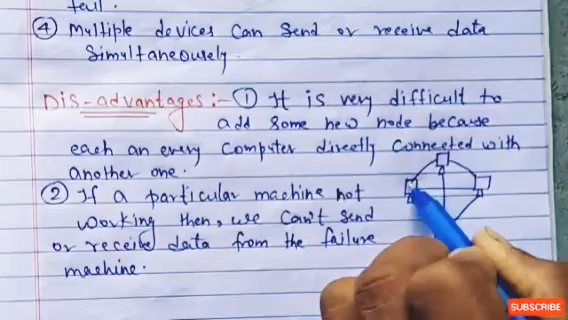 fail.
④ Multiple devices can send or receive data
Simultaneousely.
Dis-advantages :- ① It is very difficult to
add some new node because
each an every computer directly connected with
another one.
② If a particular machine not
working then, we can't send
or receive data from the failure
machine.
SUBSCRIBE